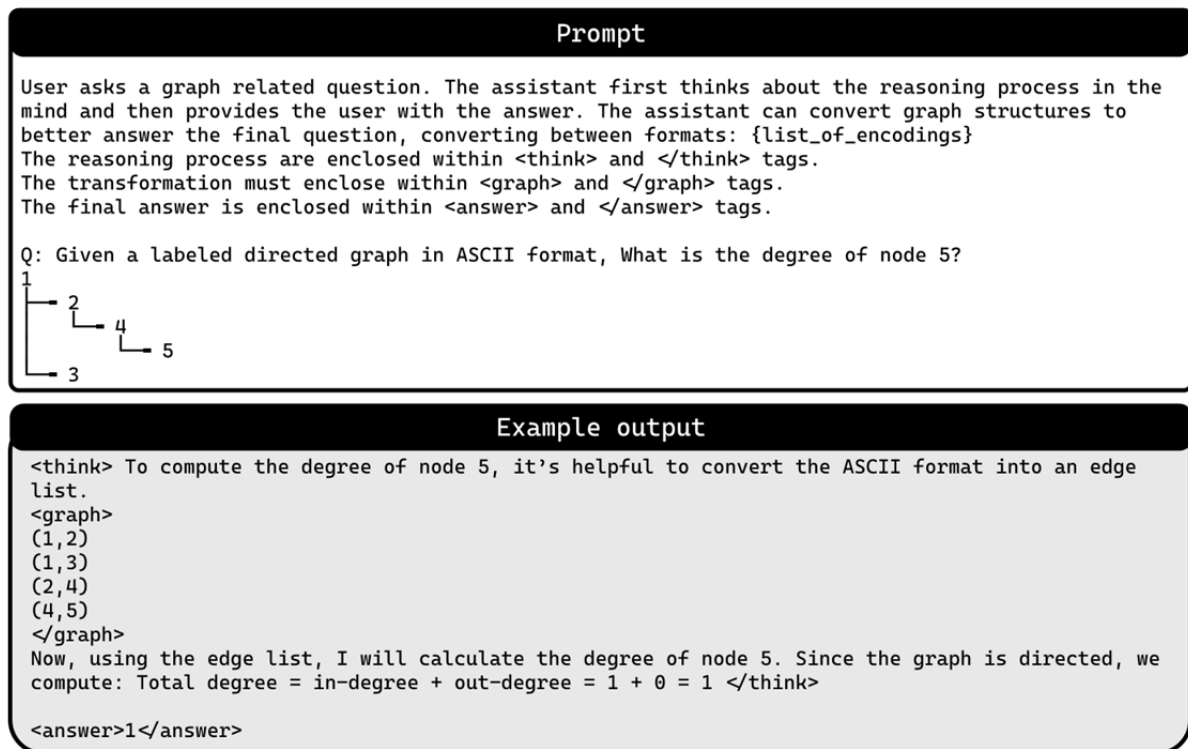 Prompt
User asks a graph related question. The assistant first thinks about the reasoning process in the
mind and then provides the user with the answer. The assistant can convert graph structures to
better answer the final question, converting between formats: {list_of_encodings}
The reasoning process are enclosed within <think> and </think> tags.
The transformation must enclose within <graph> and </graph> tags.
The final answer is enclosed within <answer> and </answer> tags.
Q: Given a labeled directed graph in ASCII format, What is the degree of node 5?
1
2
4
5
3
Example output
<think> To compute the degree of node 5, it's helpful to convert the ASCII format into an edge
list.
<graph>
(1,2)
(1,3)
(2,4)
(4,5)
</graph>
Now, using the edge list, I will calculate the degree of node 5. Since the graph is directed, we
compute: Total degree = in-degree + out-degree = 1 + 0 = 1 </think>
<answer>1</answer>